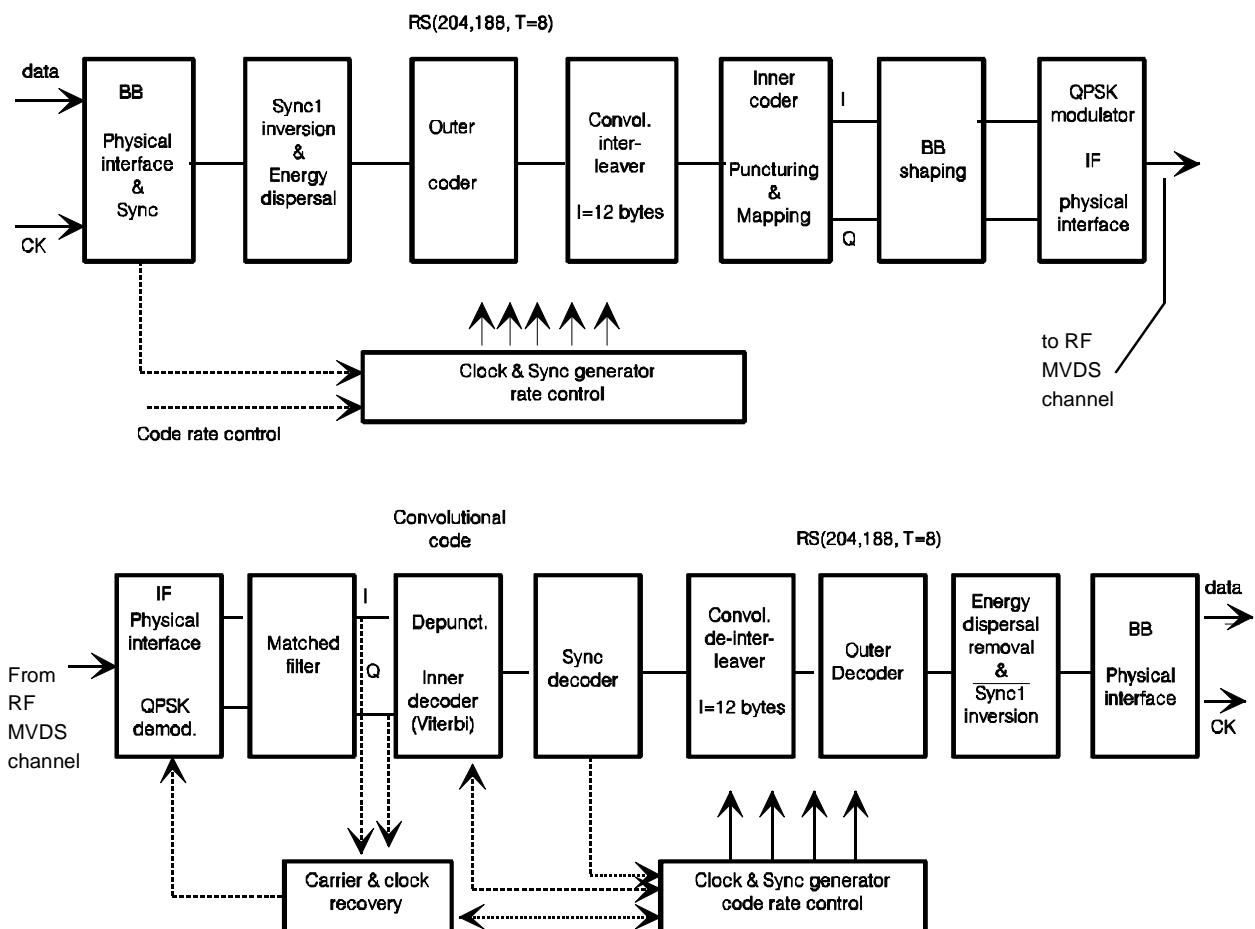 RS(204,188, T=8)
data
CK
BB
Physical
interface
&
Sync
Sync1
inversion
&
Energy
dispersal
Outer
coder
Convol.
inter-
leaver
I=12 bytes
Inner
coder
Puncturing
&
Mapping
I
Q
BB
shaping
QPSK
modulator
IF
physical
interface
to RF
MVDS
channel
Clock & Sync generator
rate control
Code rate control
Convolutional
code
RS(204,188, T=8)
From
RF
MVDS
channel
IF
Physical
interface
QPSK
demod.
Matched
filter
I
Q
Depunct.
Inner
decoder
(Viterbi)
Sync
decoder
Convol.
de-inter-
leaver
I=12 bytes
Outer
Decoder
Energy
dispersal
removal
&
Sync1
inversion
BB
Physical
interface
data
CK
Carrier & clock
recovery
Clock & Sync generator
code rate control